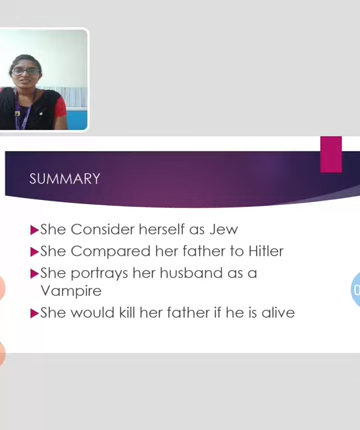 SUMMARY
She Consider herself as Jew
She Compared her father to Hitler
She portrays her husband as a
Vampire
She would kill her father if he is alive